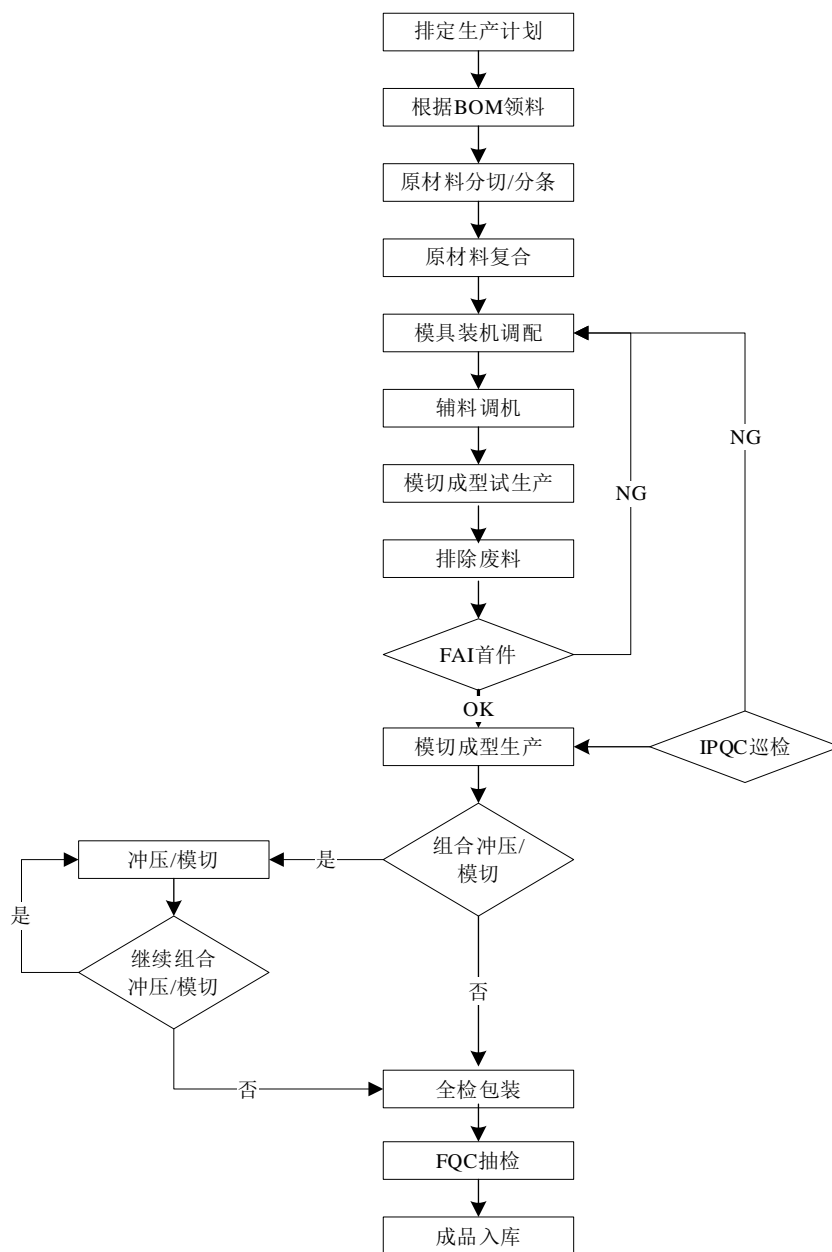 排定生产计划
根据BOM领料
原材料分切/分条
原材料复合
模具装机调配
辅料调机
NG
模切成型试生产
NG
排除废料
FAI首件
OK
模切成型生产
IPQC巡检
组合冲压/
模切
是
冲压/模切
是
继续组合
冲压/模切
否
否
全检包装
FQC抽检
成品入库